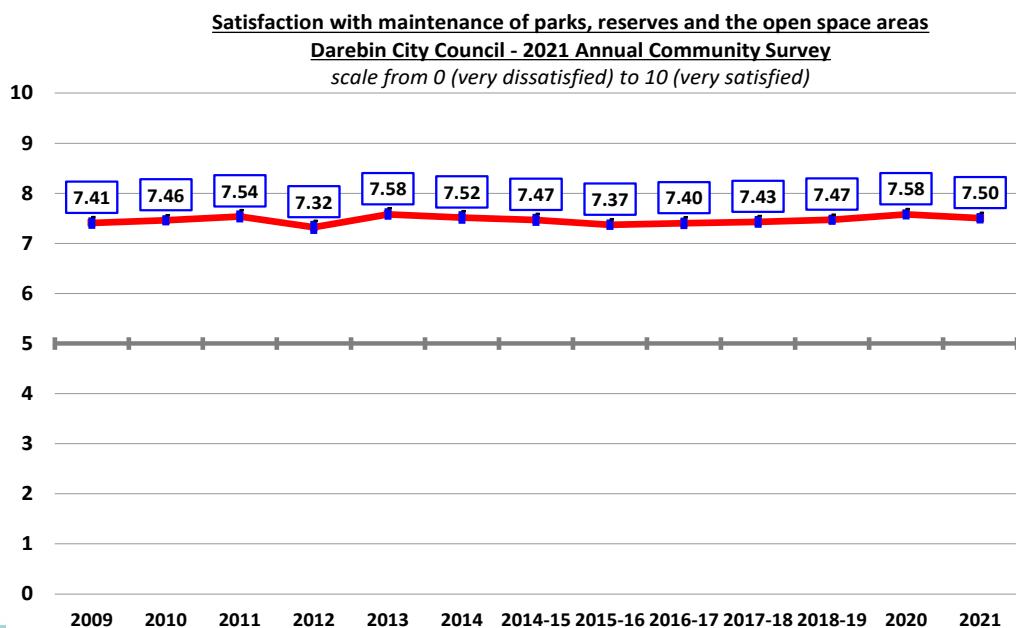 Satisfaction with maintenance of parks, reserves and the open space areas
Darebin City Council - 2021 Annual Community Survey
scale from 0 (very dissatisfied) to 10 (very satisfied)
10
9
8
7
6
5
4
3
2
1
0
7.41 7.46 7.54 7.32 7.58 7.52 7.47 7.37 7.40 7.43 7.47 7.58 7.50
2009 2010 2011 2012 2013 2014 2014-15 2015-16 2016-17 2017-18 2018-19 2020 2021